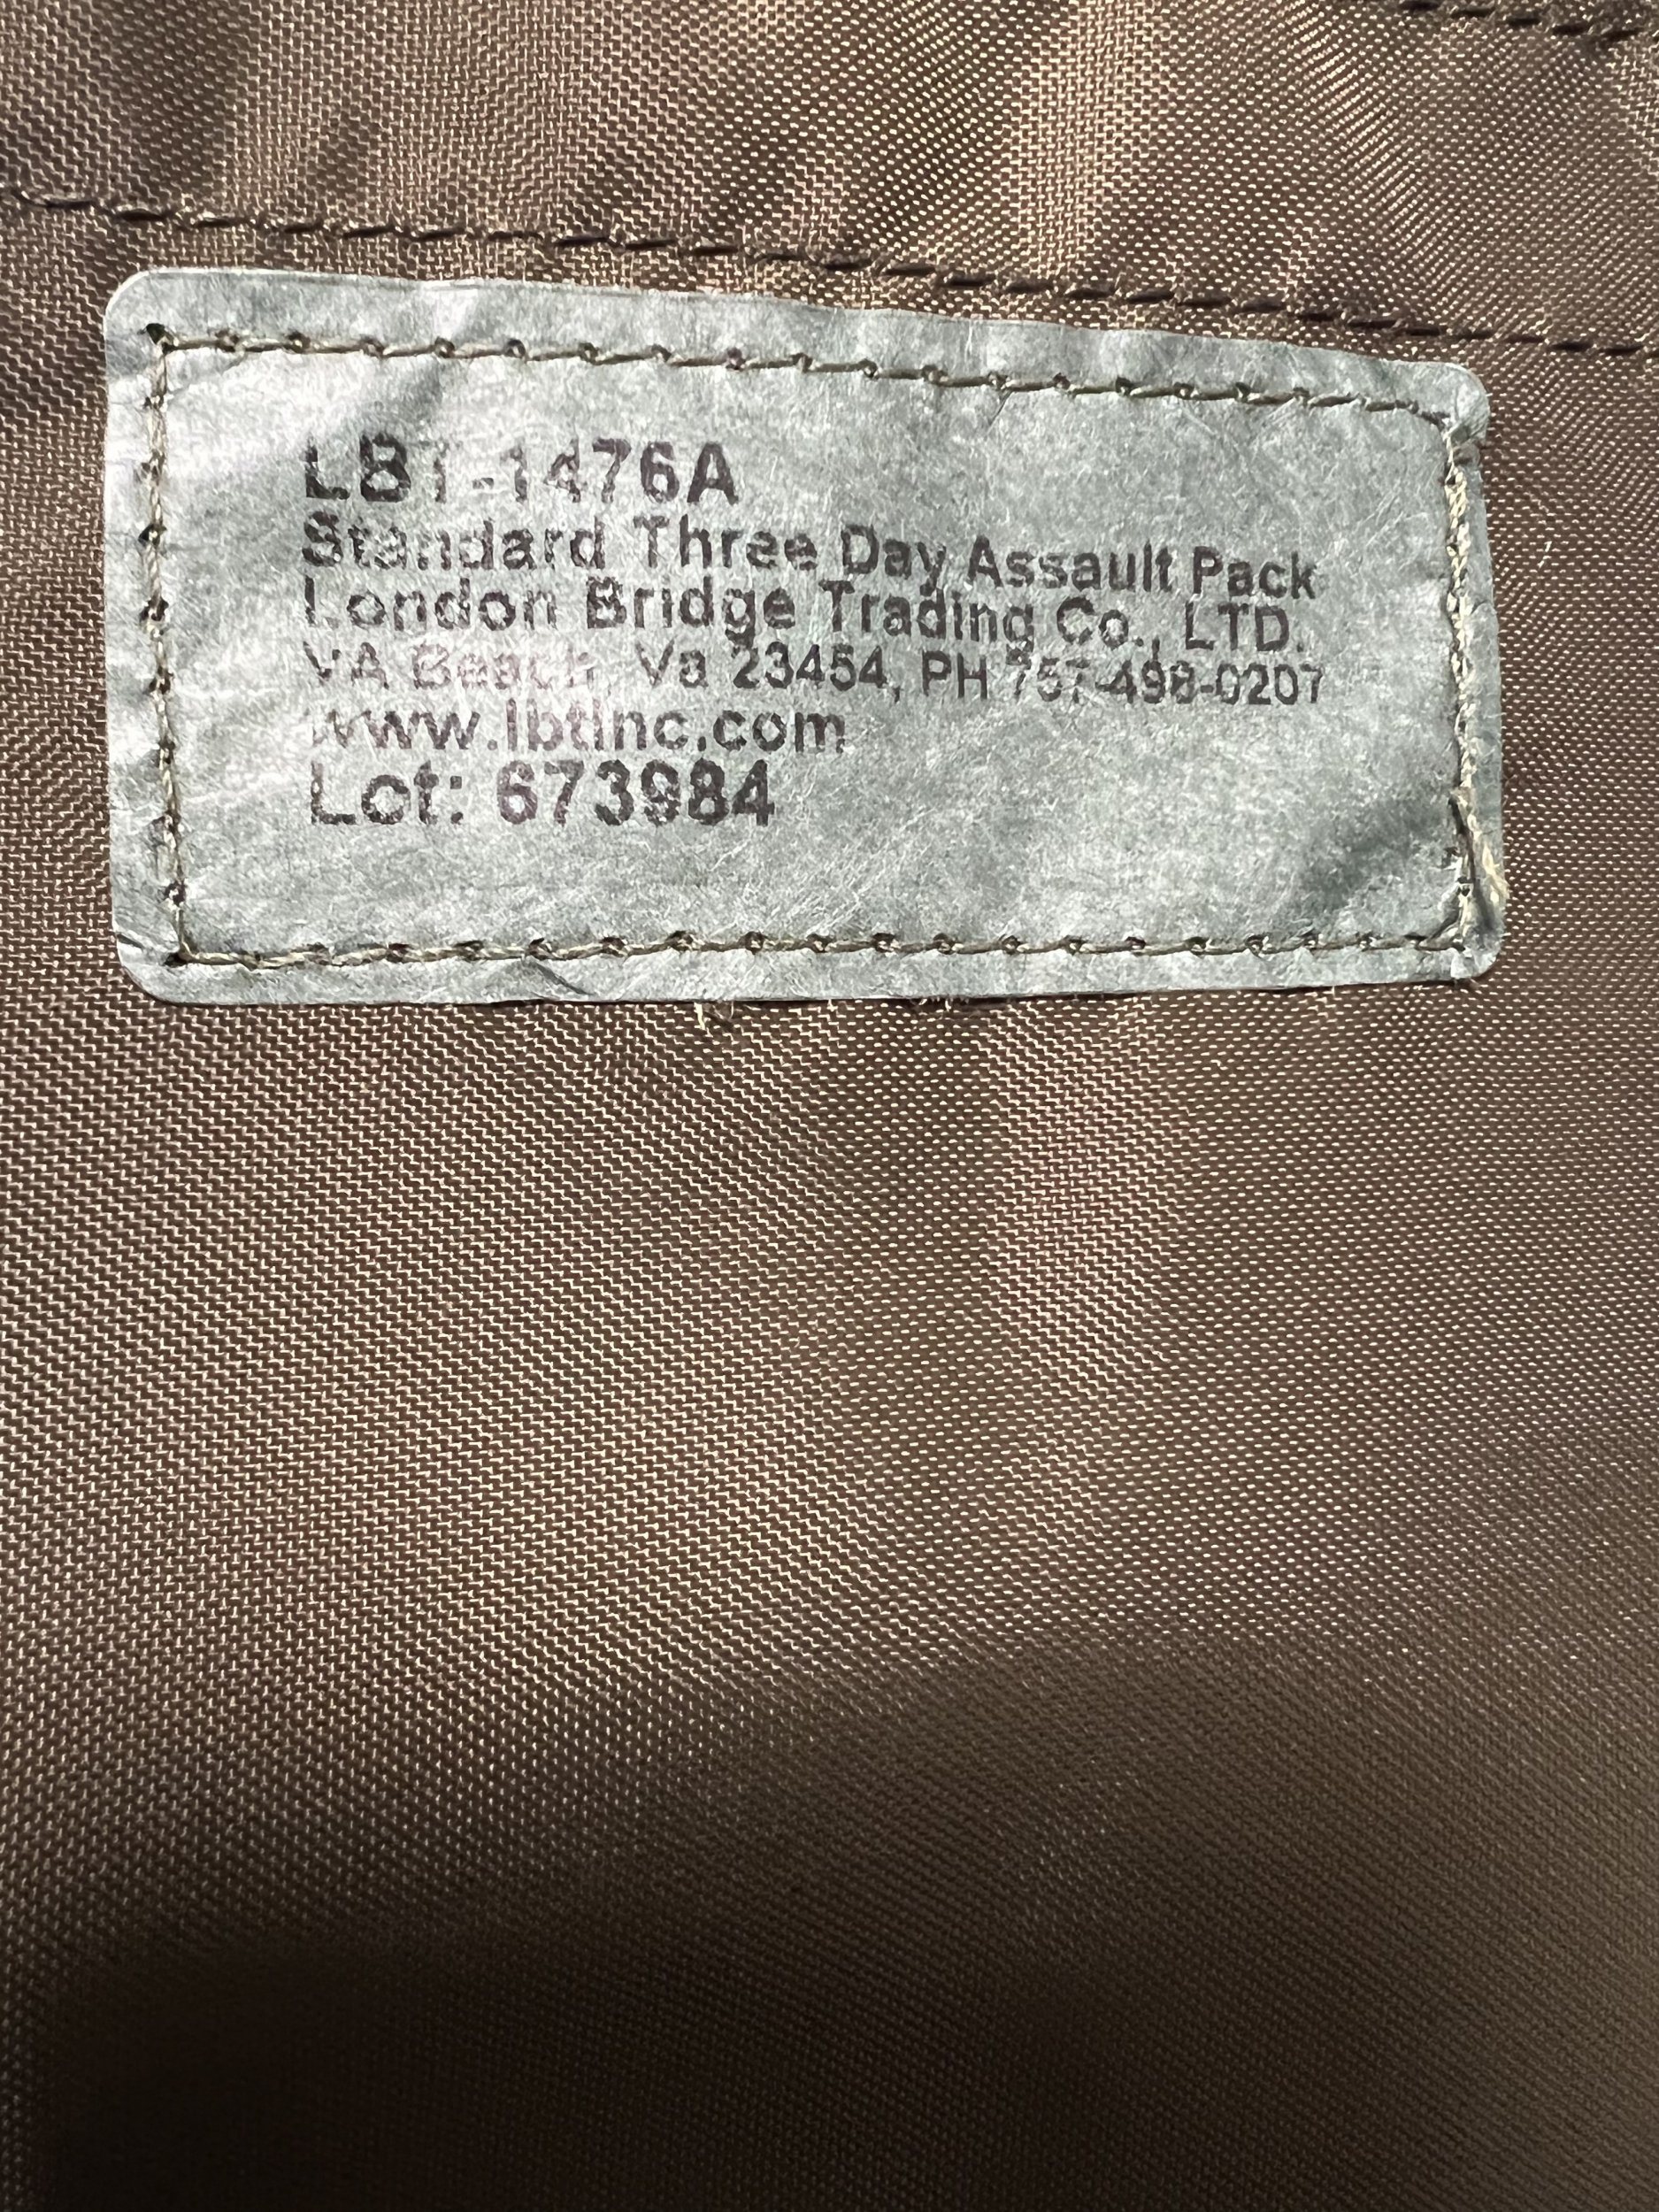 LBT-1476A
Standard Three Day Assault Pack
London Bridge Trading Co., LTD.
VA Beach, Va 23454, PH 757-498-0207
www.lbtinc.com
Lot: 673984